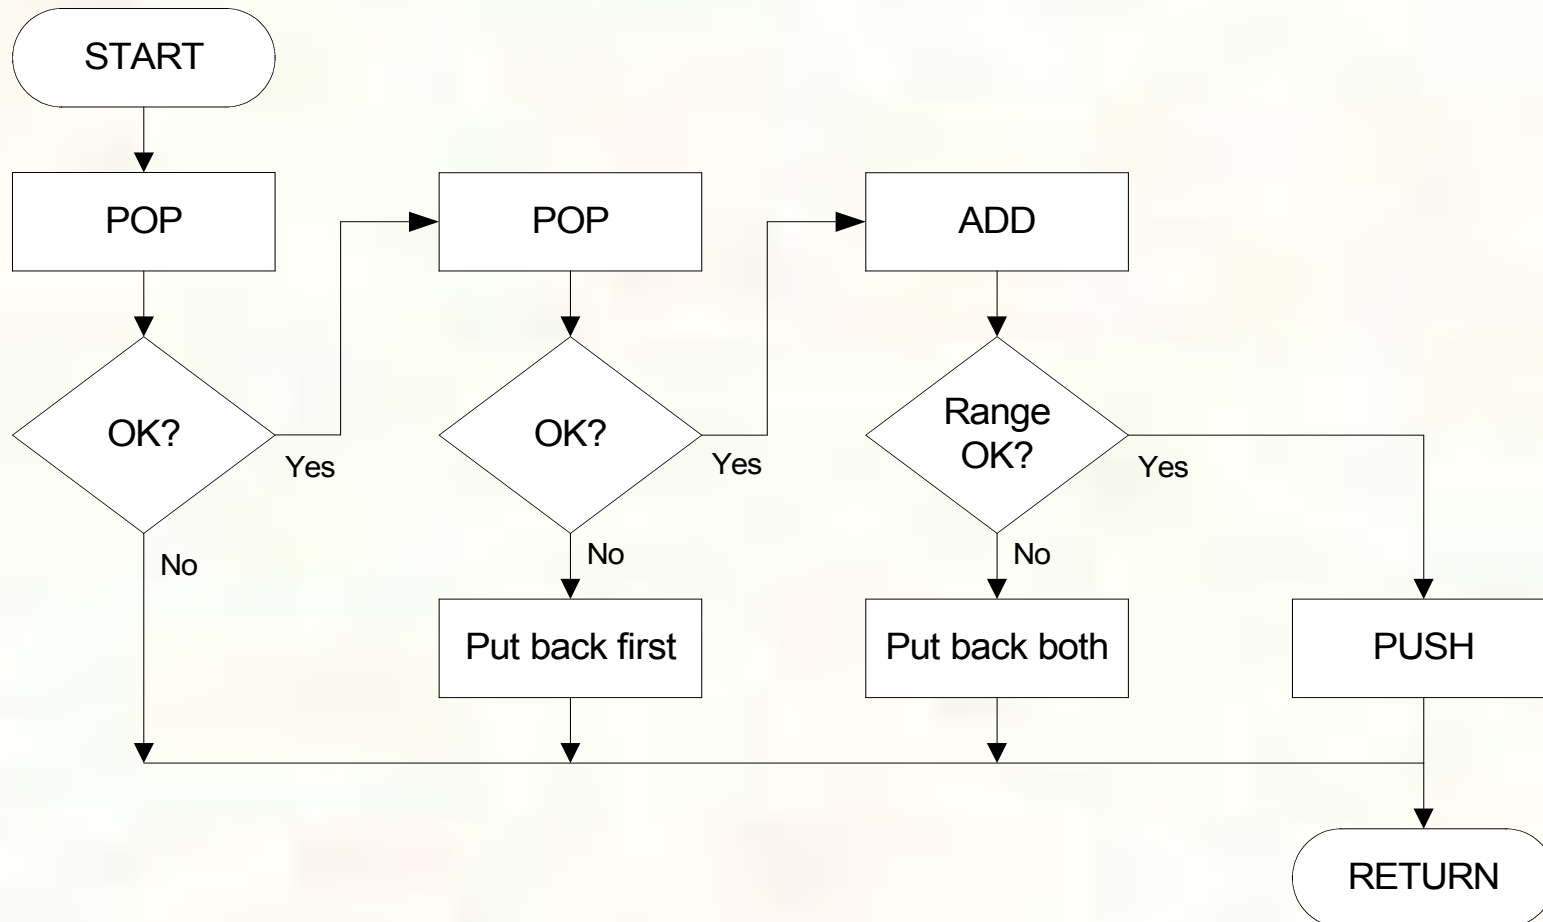 START
POP
POP
ADD
OK?
Yes
OK?
Yes
Range
OK?
Yes
No
No
No
Put back first
Put back both
PUSH
RETURN